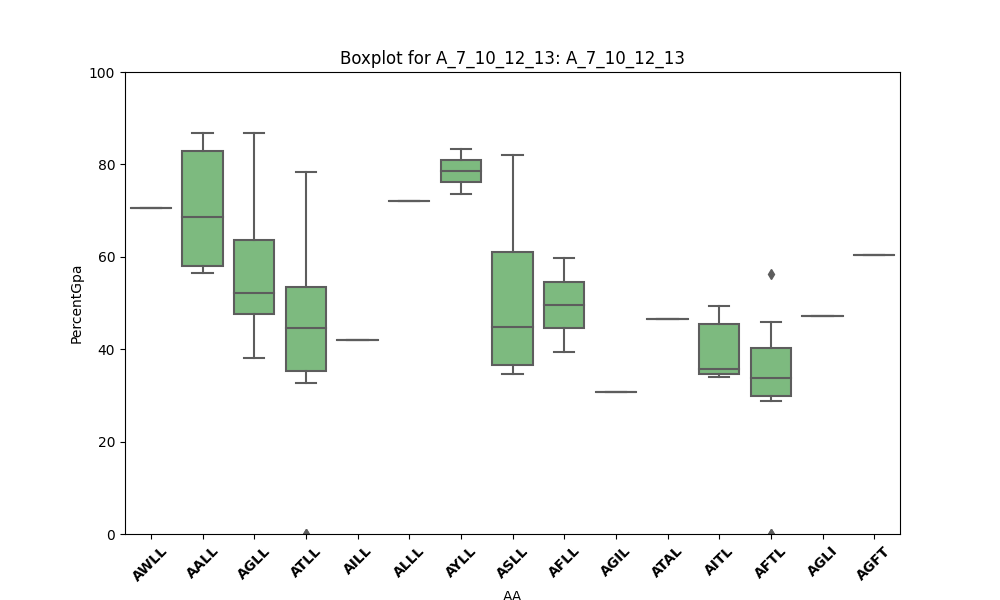 Boxplot for A_7_10_12_13: A_7_10_12_13
100
80
60
40
20
0
PercentGpa
AWLL AALL AGLL ATLL AILL ALLL AYLL ASLL AFLL AGIL ATAL AITL AFTL AGLI AGFT
AA